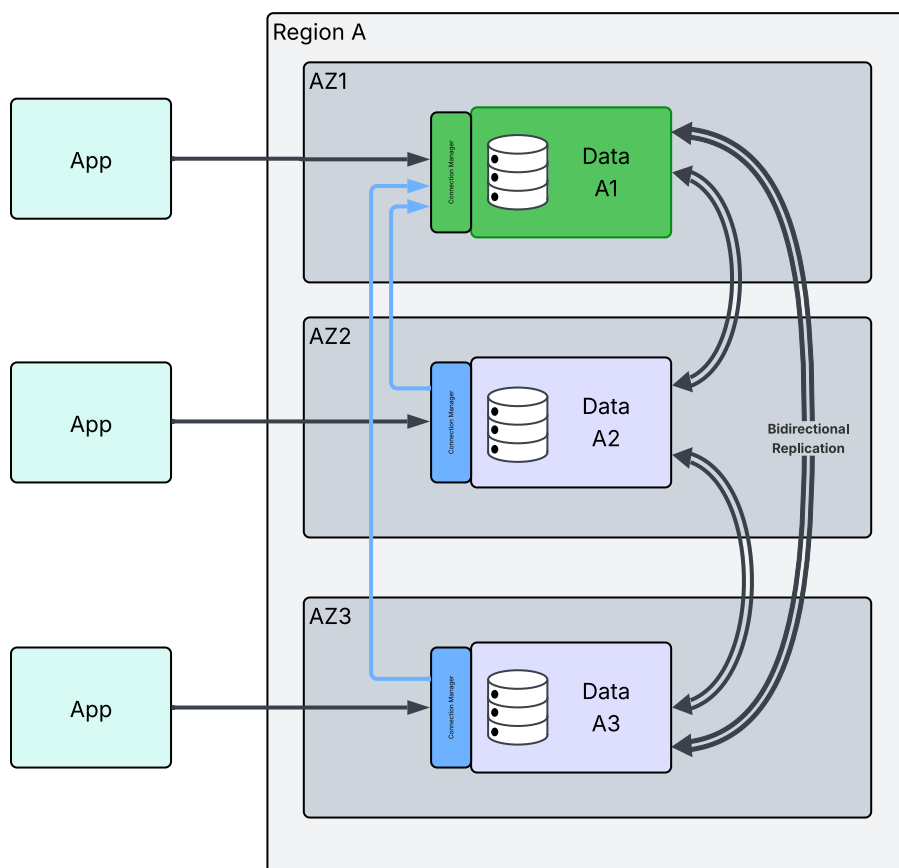 Region A
AZ1
App
Connection Manager
Data
A1
AZ2
App
Connection Manager
Data
A2
Bidirectional
Replication
AZ3
App
Connection Manager
Data
A3